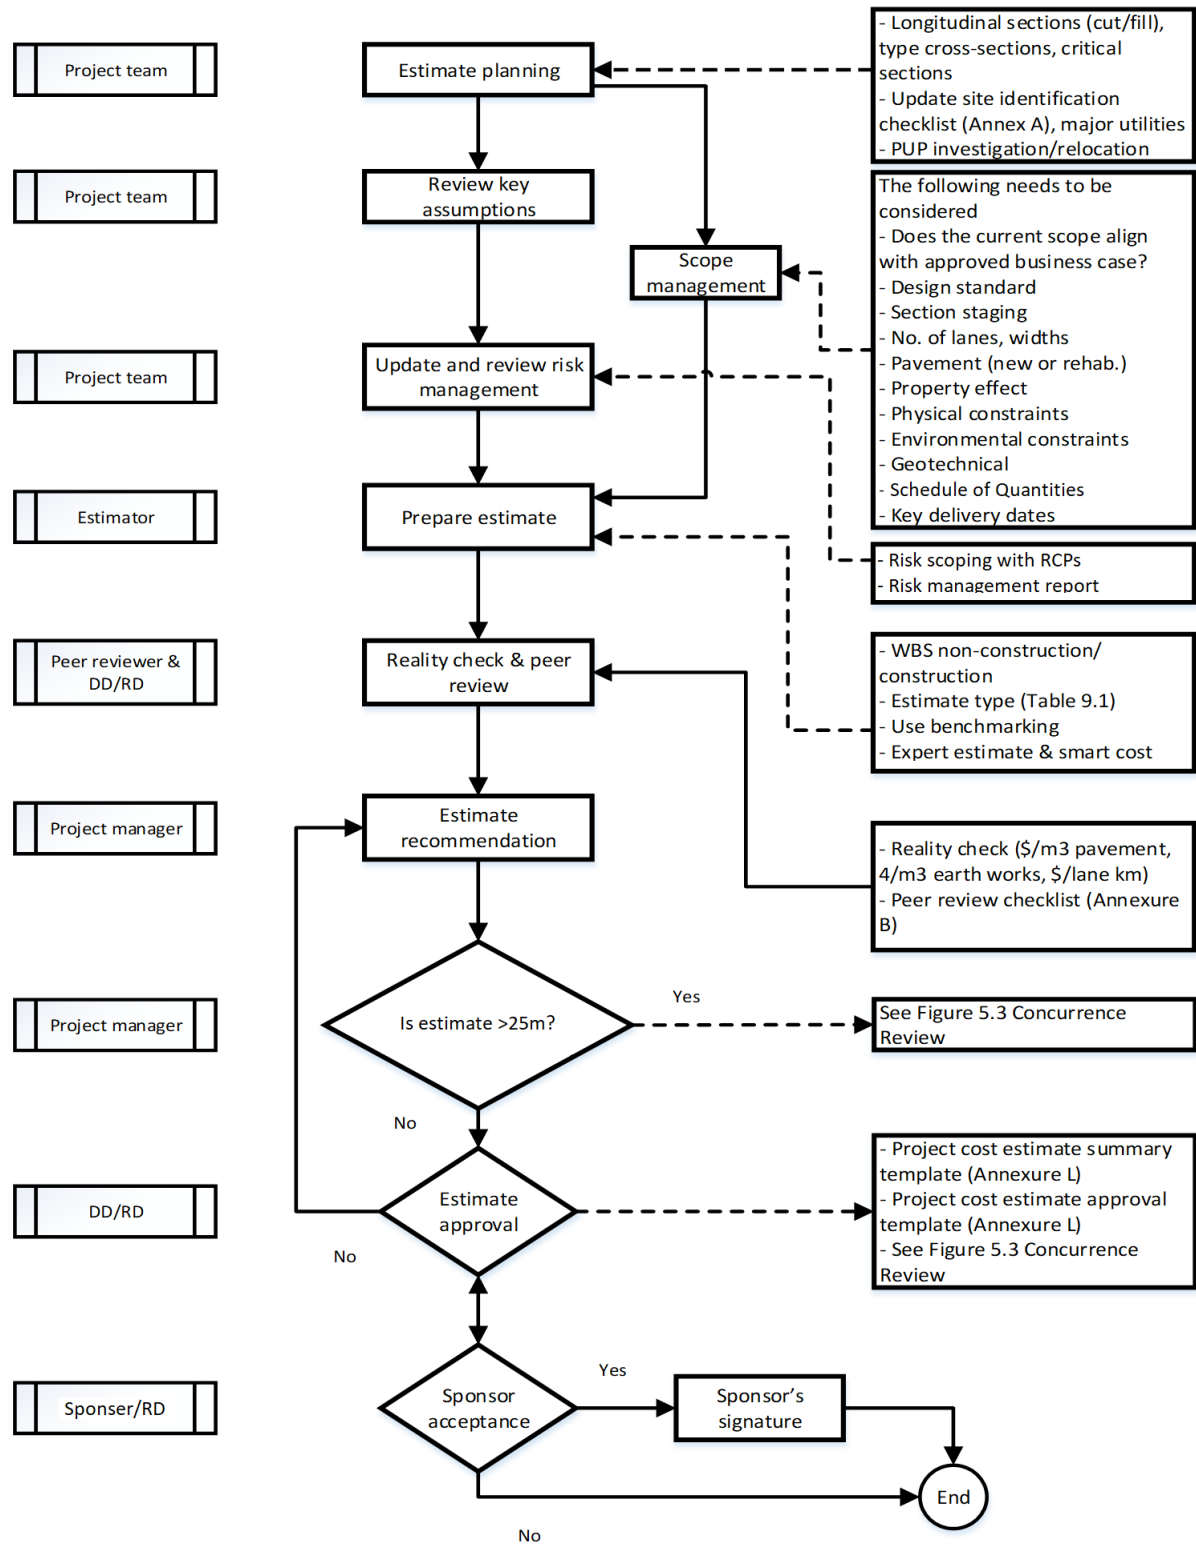 Project team
Estimate planning
- Longitudinal sections (cut/fill),
type cross-sections, critical
sections
- Update site identification
checklist (Annex A), major utilities
- PUP investigation/relocation
Project team
Review key
assumptions
Scope
management
The following needs to be
considered
- Does the current scope align
with approved business case?
- Design standard
- Section staging
- No. of lanes, widths
- Pavement (new or rehab.)
- Property effect
- Physical constraints
- Environmental constraints
- Geotechnical
- Schedule of Quantities
- Key delivery dates
Project team
Update and review risk
management
Estimator
Prepare estimate
- Risk scoping with RCPs
- Risk management report
Peer reviewer &
DD/RD
Reality check & peer
review
- WBS non-construction/
construction
- Estimate type (Table 9.1)
- Use benchmarking
- Expert estimate & smart cost
Project manager
Estimate
recommendation
- Reality check ($/m3 pavement,
4/m3 earth works, $/lane km)
- Peer review checklist (Annexure
B)
Project manager
Is estimate >25m?
Yes
See Figure 5.3 Concurrence
Review
No
DD/RD
Estimate
approval
No
- Project cost estimate summary
template (Annexure L)
- Project cost estimate approval
template (Annexure L)
- See Figure 5.3 Concurrence
Review
Sponser/RD
Sponsor
acceptance
Yes
Sponsor’s
signature
End
No